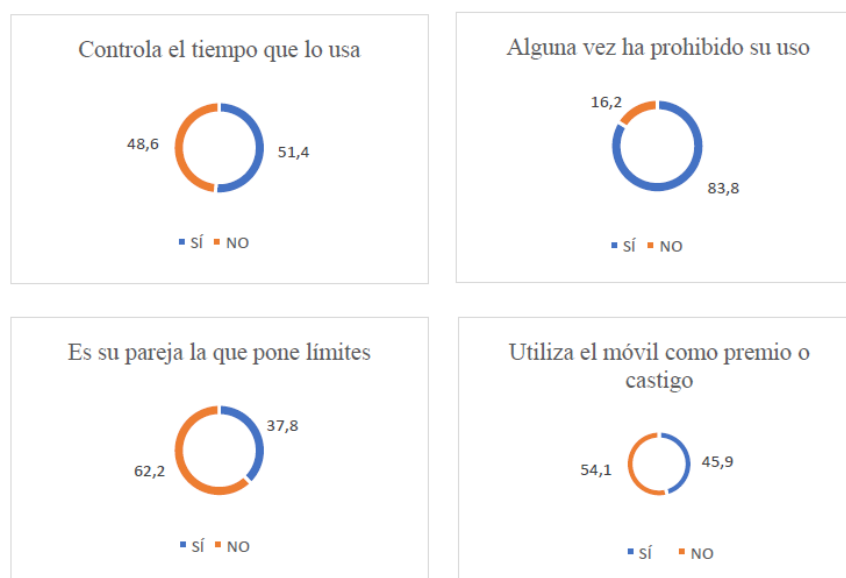 Controla el tiempo que lo usa
48,6
51,4
SÍ NO
Alguna vez ha prohibido su uso
16,2
83,8
SÍ NO
Es su pareja la que pone límites
37,8
62,2
SÍ NO
Utiliza el móvil como premio o
castigo
54,1
45,9
SÍ NO